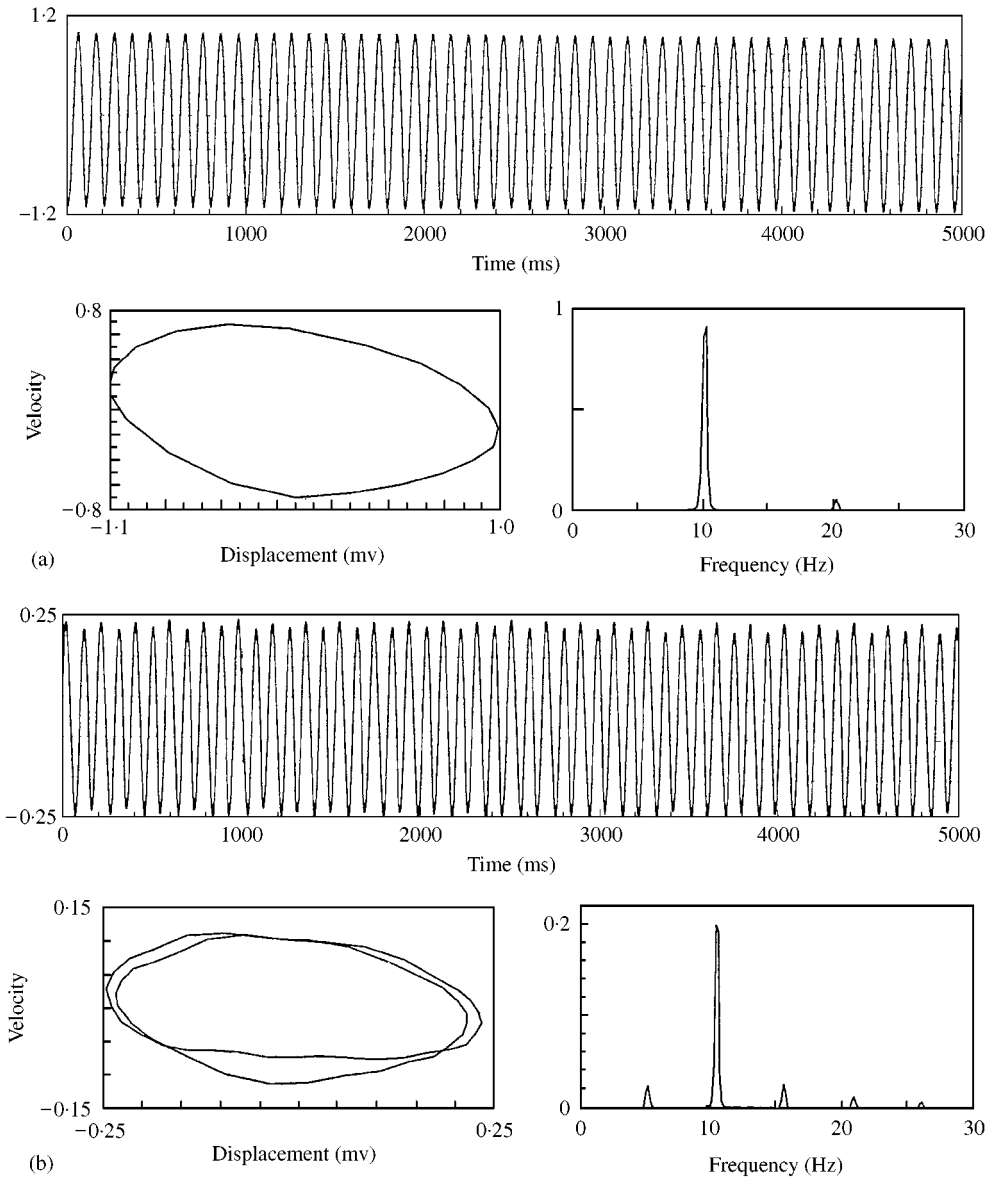 1·2
−1·2
0 1000 2000 3000 4000 5000
Time (ms)
0·8
Velocity
−0·8
−1·1 1·0
Displacement (mv)
1
0
0 10 20 30
Frequency (Hz)
(a)
0·25
−0·25
0 1000 2000 3000 4000 5000
Time (ms)
0·15
Velocity
−0·15
−0·25 0·25
Displacement (mv)
0·2
0
0 10 20 30
Frequency (Hz)
(b)